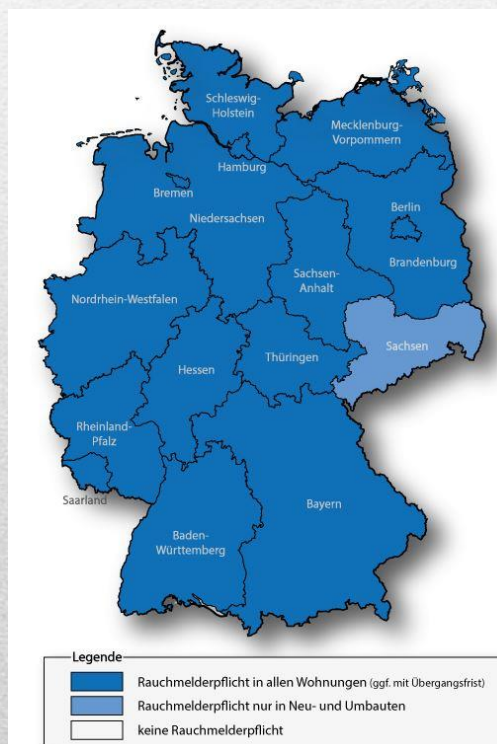 Schleswig-
Holstein
Mecklenburg-
Vorpommern
Hamburg
Bremen
Niedersachsen
Berlin
Brandenburg
Sachsen-
Anhalt
Nordrhein-Westfalen
Sachsen
Thüringen
Hessen
Rheinland-
Pfalz
Saarland
Bayern
Baden-
Württemberg
Legende
Rauchmelderpflicht in allen Wohnungen (ggf. mit Übergangsfrist)
Rauchmelderpflicht nur in Neu- und Umbauten
keine Rauchmelderpflicht